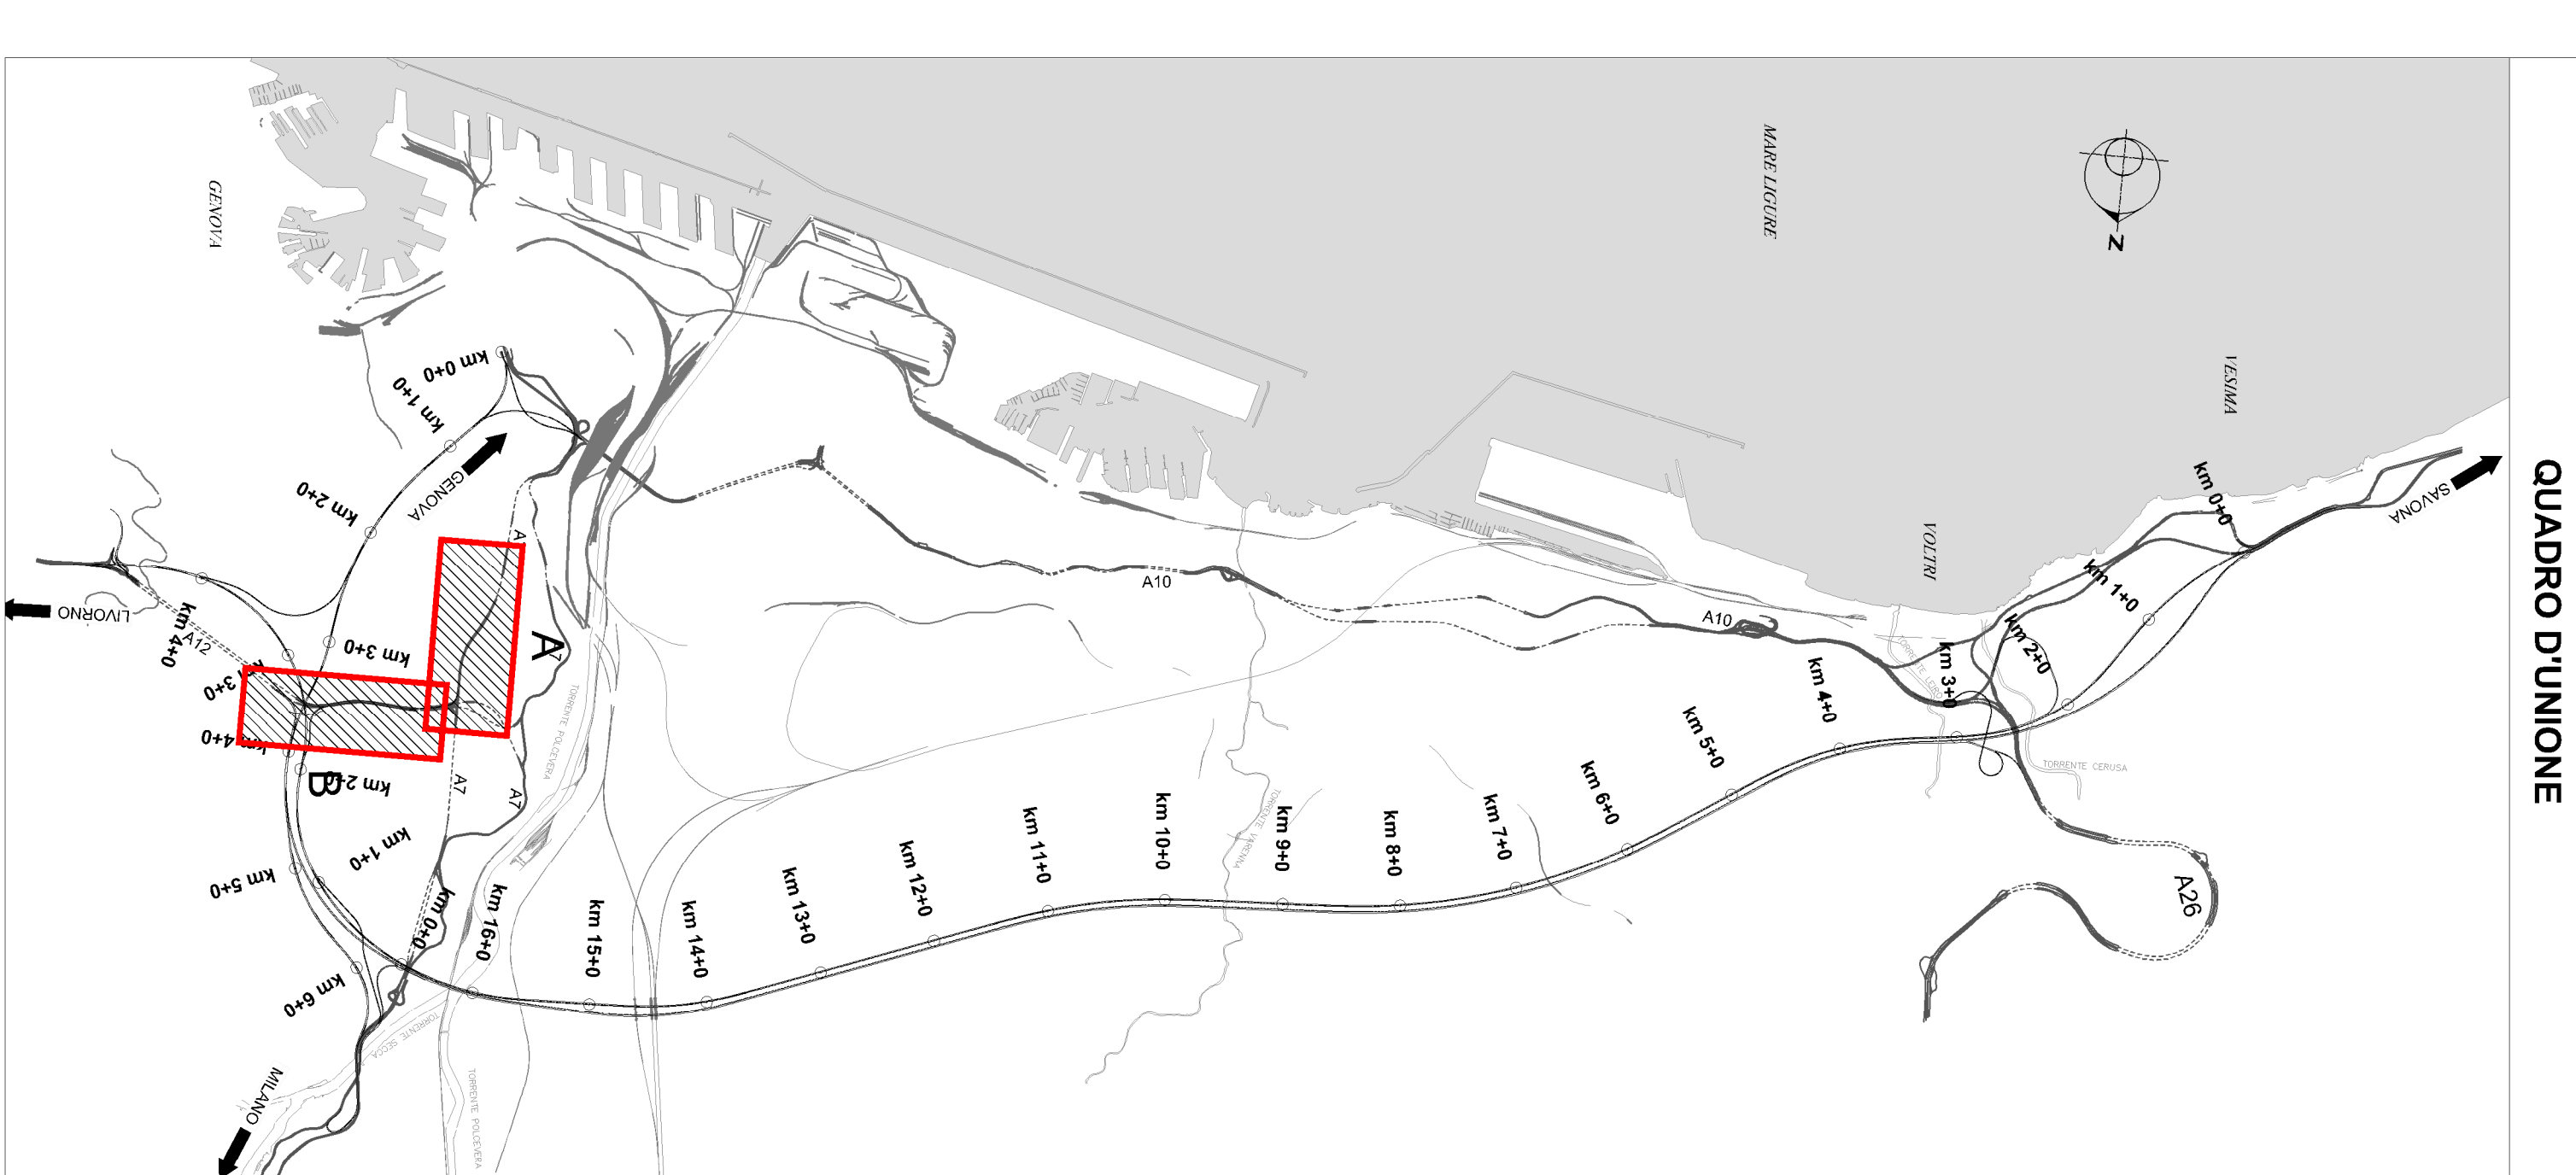 QUADRO D'UNIONE
MARE LIGURE
GENOVA
VESIMA
VOLTRI
N
SAVONA
GENOVA
LIVORNO
MILANO
km 0+0
km 1+0
km 2+0
km 3+0
km 4+0
km 5+0
km 6+0
km 7+0
km 8+0
km 9+0
km 10+0
km 11+0
km 12+0
km 13+0
km 14+0
km 15+0
km 16+0
km 0+0
km 1+0
km 2+0
km 3+0
km 4+0
km 0+0
km 1+0
km 2+0
km 3+0
km 4+0
km 5+0
km 6+0
A10
A10
A12
A7
A7
A7
A26
A
B
TORRENTE LEIRO
TORRENTE CERUSA
TORRENTE VARENNA
TORRENTE POLCEVERA
TORRENTE POLCEVERA
TORRENTE SECCA